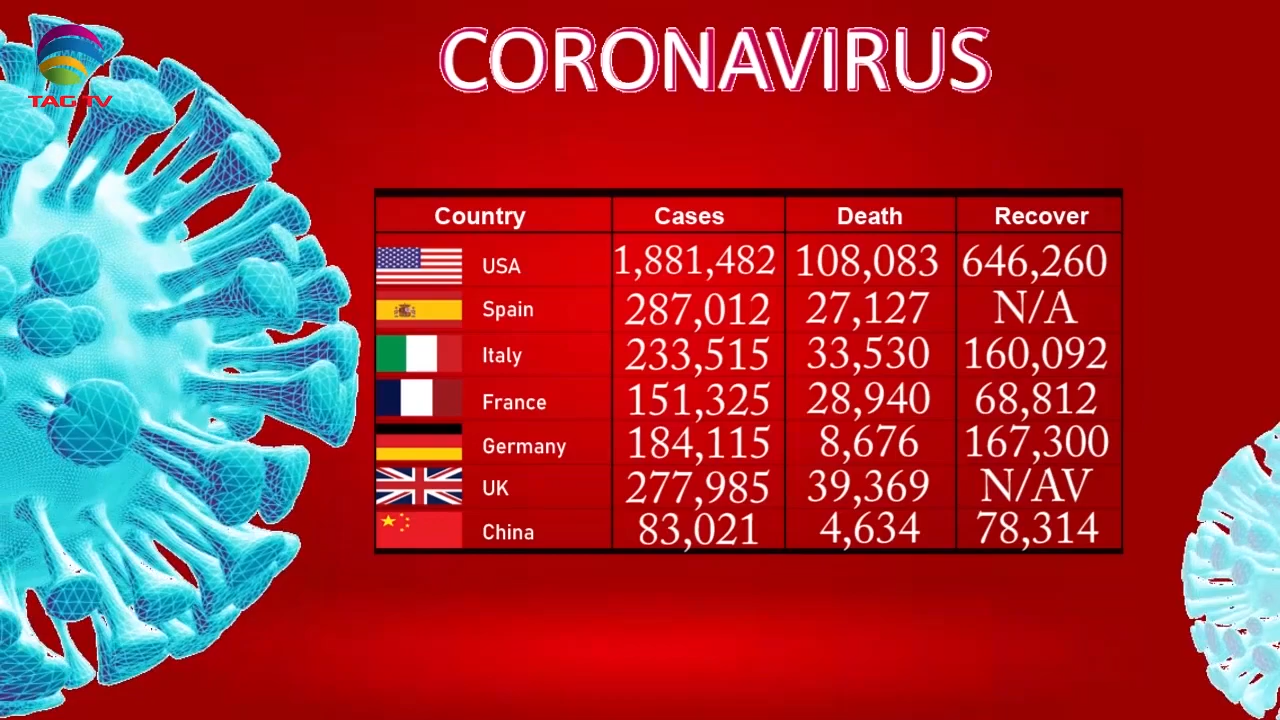 CORONAVIRUS
TAG TV
Country Cases Death Recover
USA 1,881,482 108,083 646,260
Spain 287,012 27,127 N/A
Italy 233,515 33,530 160,092
France 151,325 28,940 68,812
Germany 184,115 8,676 167,300
UK 277,985 39,369 N/AV
China 83,021 4,634 78,314